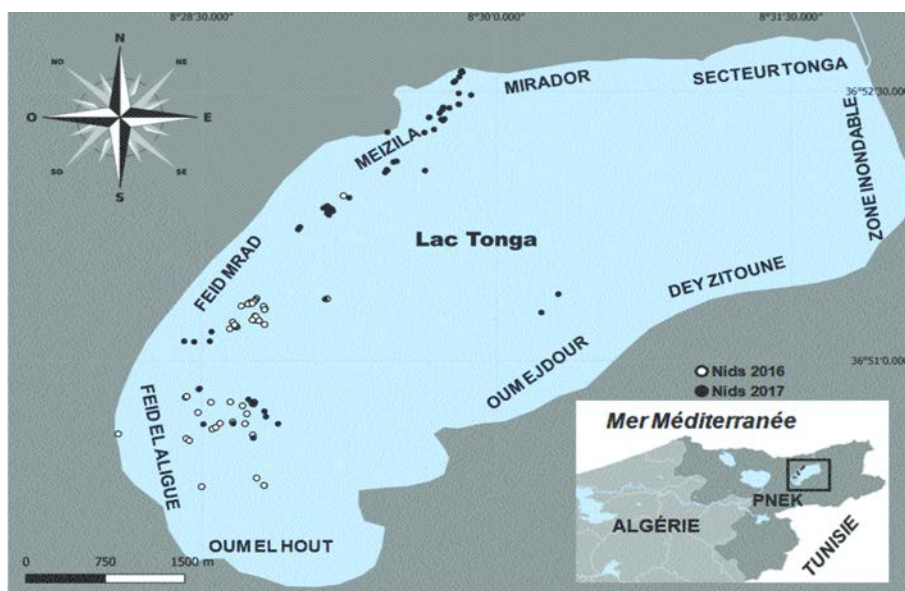 8°28'30.000"
8°30'0.000"
8°31'30.000"
N
NO
NE
O
E
SO
SE
S
MIRADOR
SECTEUR TONGA
36°52'30.000"
MEIZILA
ZONE INONDABLE
Lac Tonga
FEID MRAD
DEY ZITOUNE
OUM EJDOUR
36°51'0.000"
Nids 2016
Nids 2017
FEID EL ALIGUE
OUM EL HOUT
Mer Méditerranée
PNEK
ALGÉRIE
TUNISIE
0 750 1500 m